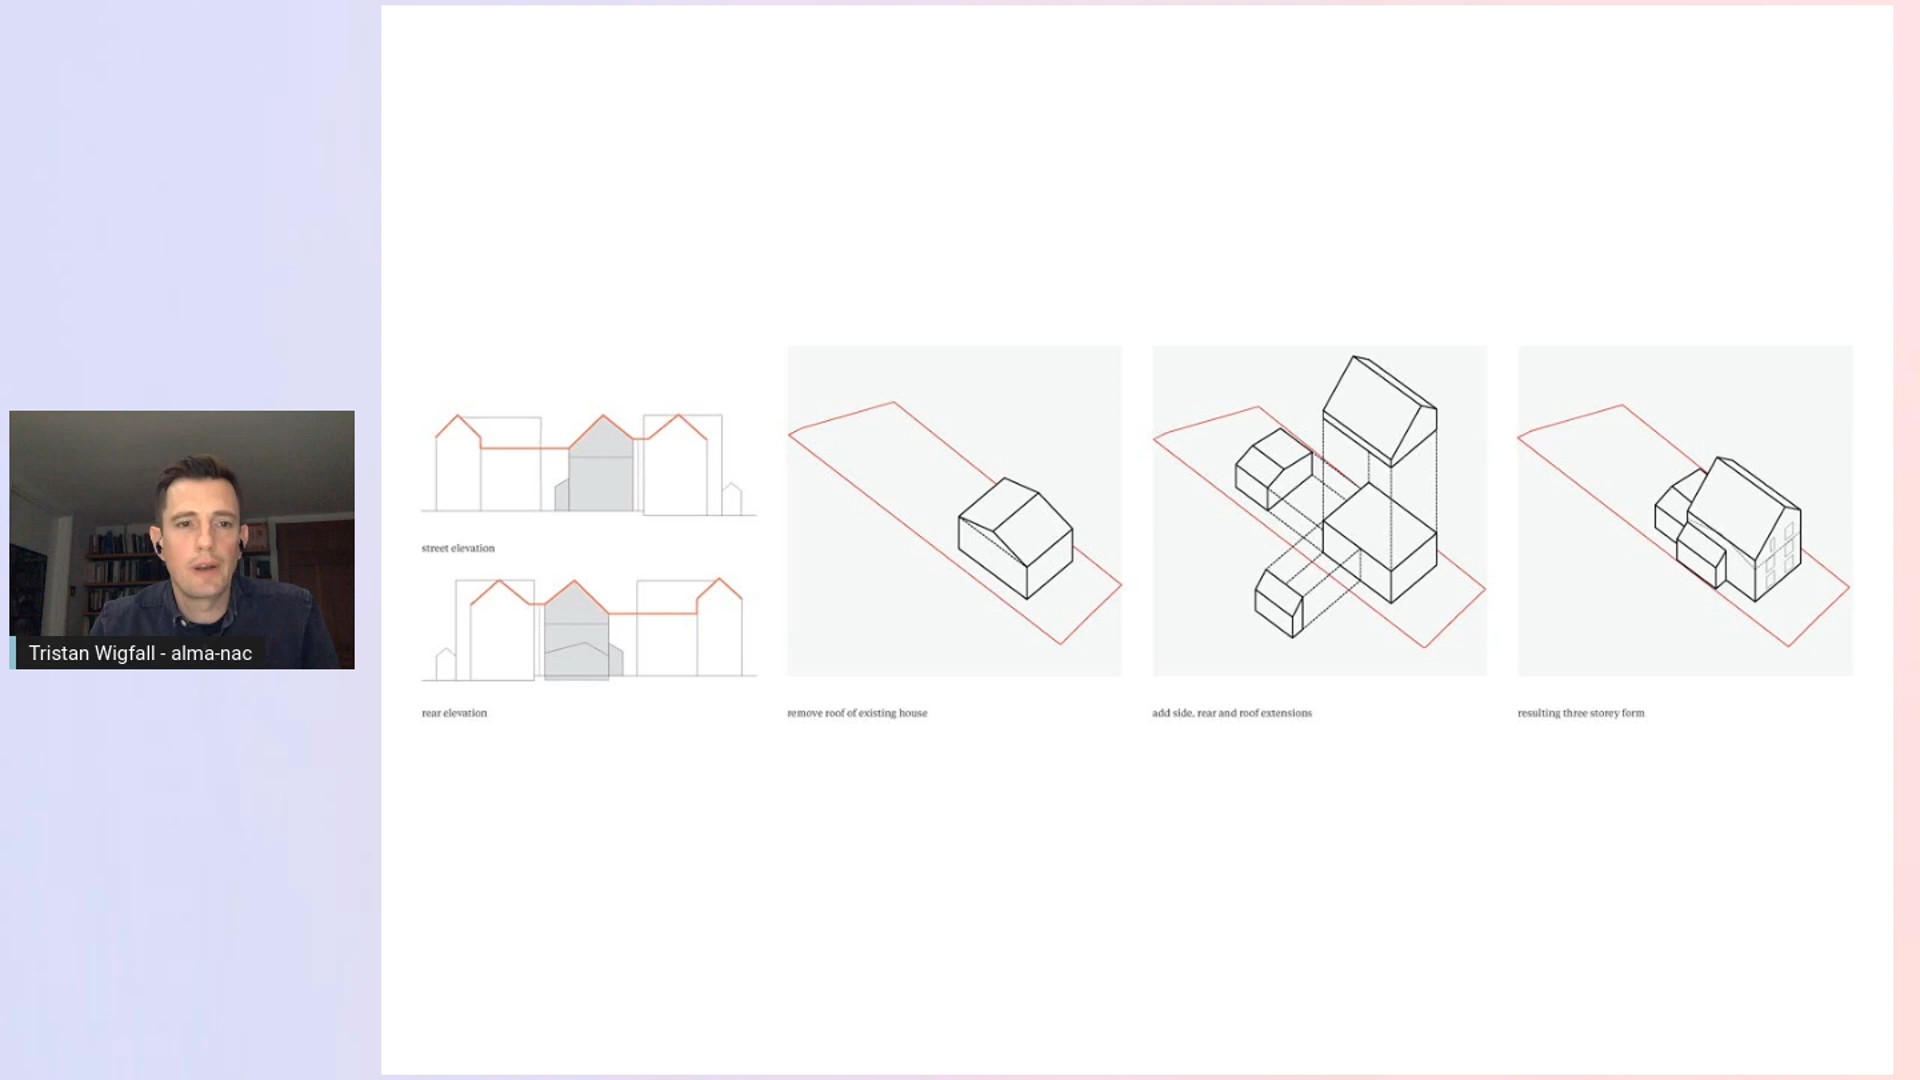 Tristan Wigfall - alma-nac
street elevation
rear elevation
remove roof of existing house
add side, rear and roof extensions
resulting three storey form